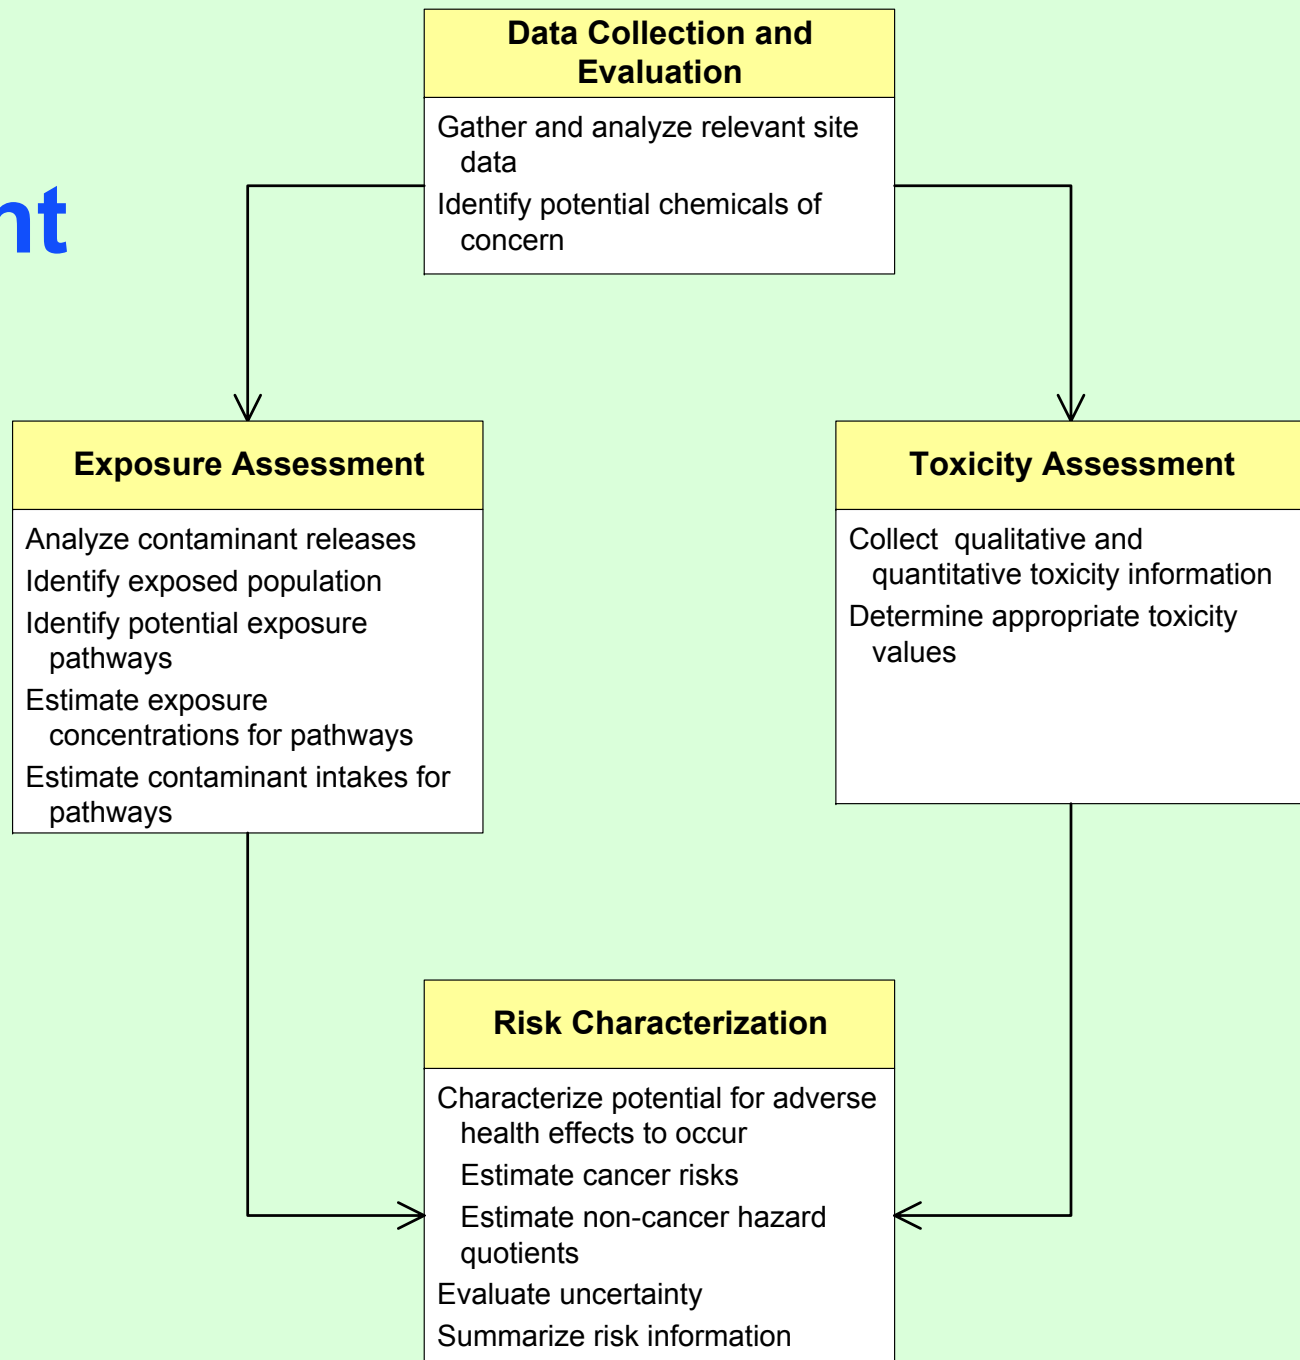 nt
Data Collection and
Evaluation
Gather and analyze relevant site
data
Identify potential chemicals of
concern
Exposure Assessment
Analyze contaminant releases
Identify exposed population
Identify potential exposure
pathways
Estimate exposure
concentrations for pathways
Estimate contaminant intakes for
pathways
Toxicity Assessment
Collect  qualitative and
quantitative toxicity information
Determine appropriate toxicity
values
Risk Characterization
Characterize potential for adverse
health effects to occur
Estimate cancer risks
Estimate non-cancer hazard
quotients
Evaluate uncertainty
Summarize risk information